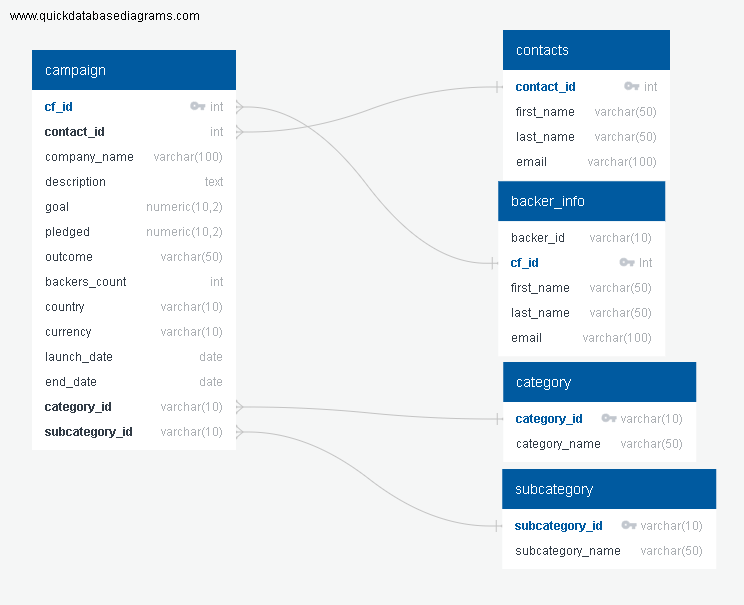 www.quickdatabasediagrams.com
campaign
cf_id int
contact_id int
company_name varchar(100)
description text
goal numeric(10,2)
pledged numeric(10,2)
outcome varchar(50)
backers_count int
country varchar(10)
currency varchar(10)
launch_date date
end_date date
category_id varchar(10)
subcategory_id varchar(10)
contacts
contact_id int
first_name varchar(50)
last_name varchar(50)
email varchar(100)
backer_info
backer_id varchar(10)
cf_id Int
first_name varchar(50)
last_name varchar(50)
email varchar(100)
category
category_id varchar(10)
category_name varchar(50)
subcategory
subcategory_id varchar(10)
subcategory_name varchar(50)